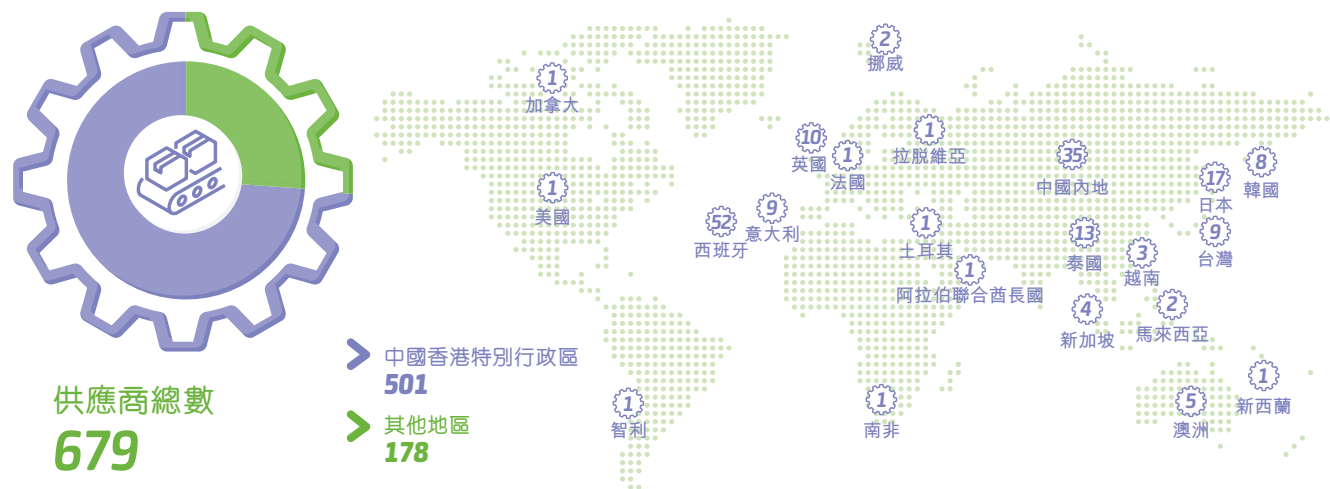 供應商總數
679
中國香港特別行政區
501
其他地區
178
1
加拿大
1
美國
1
智利
52
西班牙
9
意大利
10
英國
1
法國
2
挪威
1
拉脫維亞
1
土耳其
1
阿拉伯聯合酋長國
1
南非
35
中國內地
13
泰國
3
越南
4
新加坡
2
馬來西亞
17
日本
8
韓國
9
台灣
5
澳洲
1
新西蘭